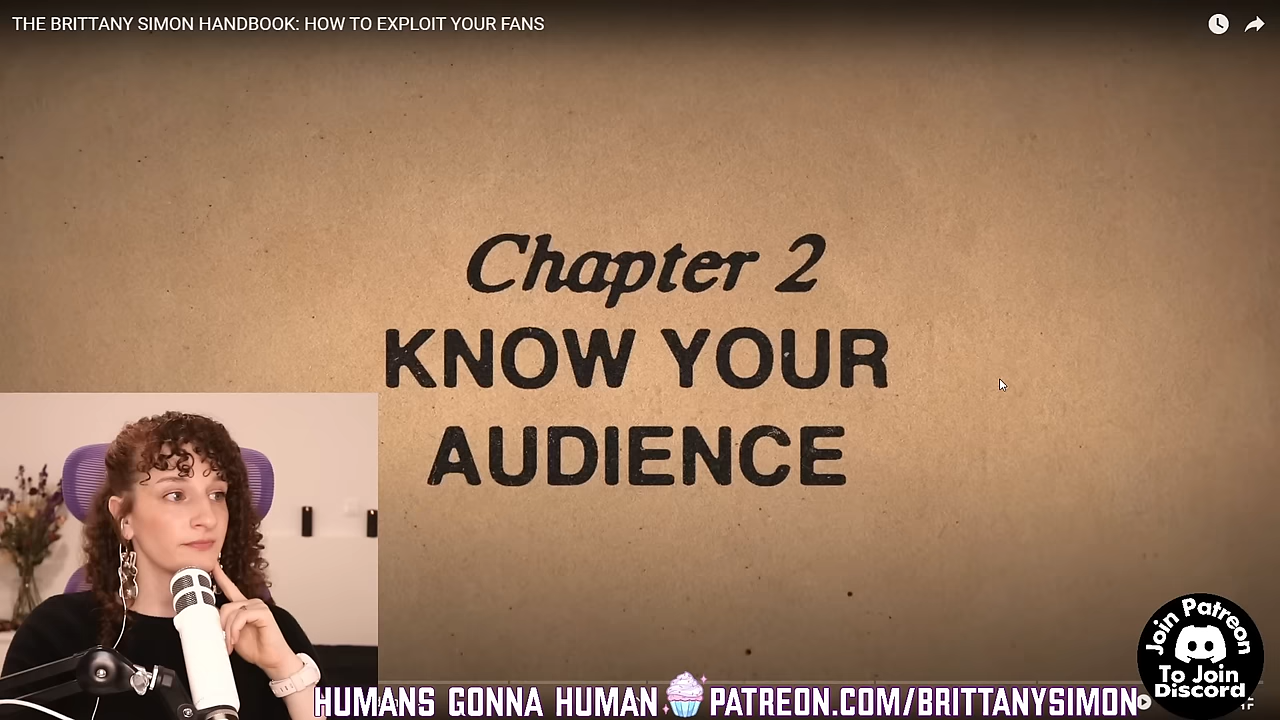 THE BRITTANY SIMON HANDBOOK: HOW TO EXPLOIT YOUR FANS
Chapter 2
KNOW YOUR
AUDIENCE
Join Patreon
To Join
Discord
HUMANS GONNA HUMAN PATREON.COM/BRITTANYSIMON